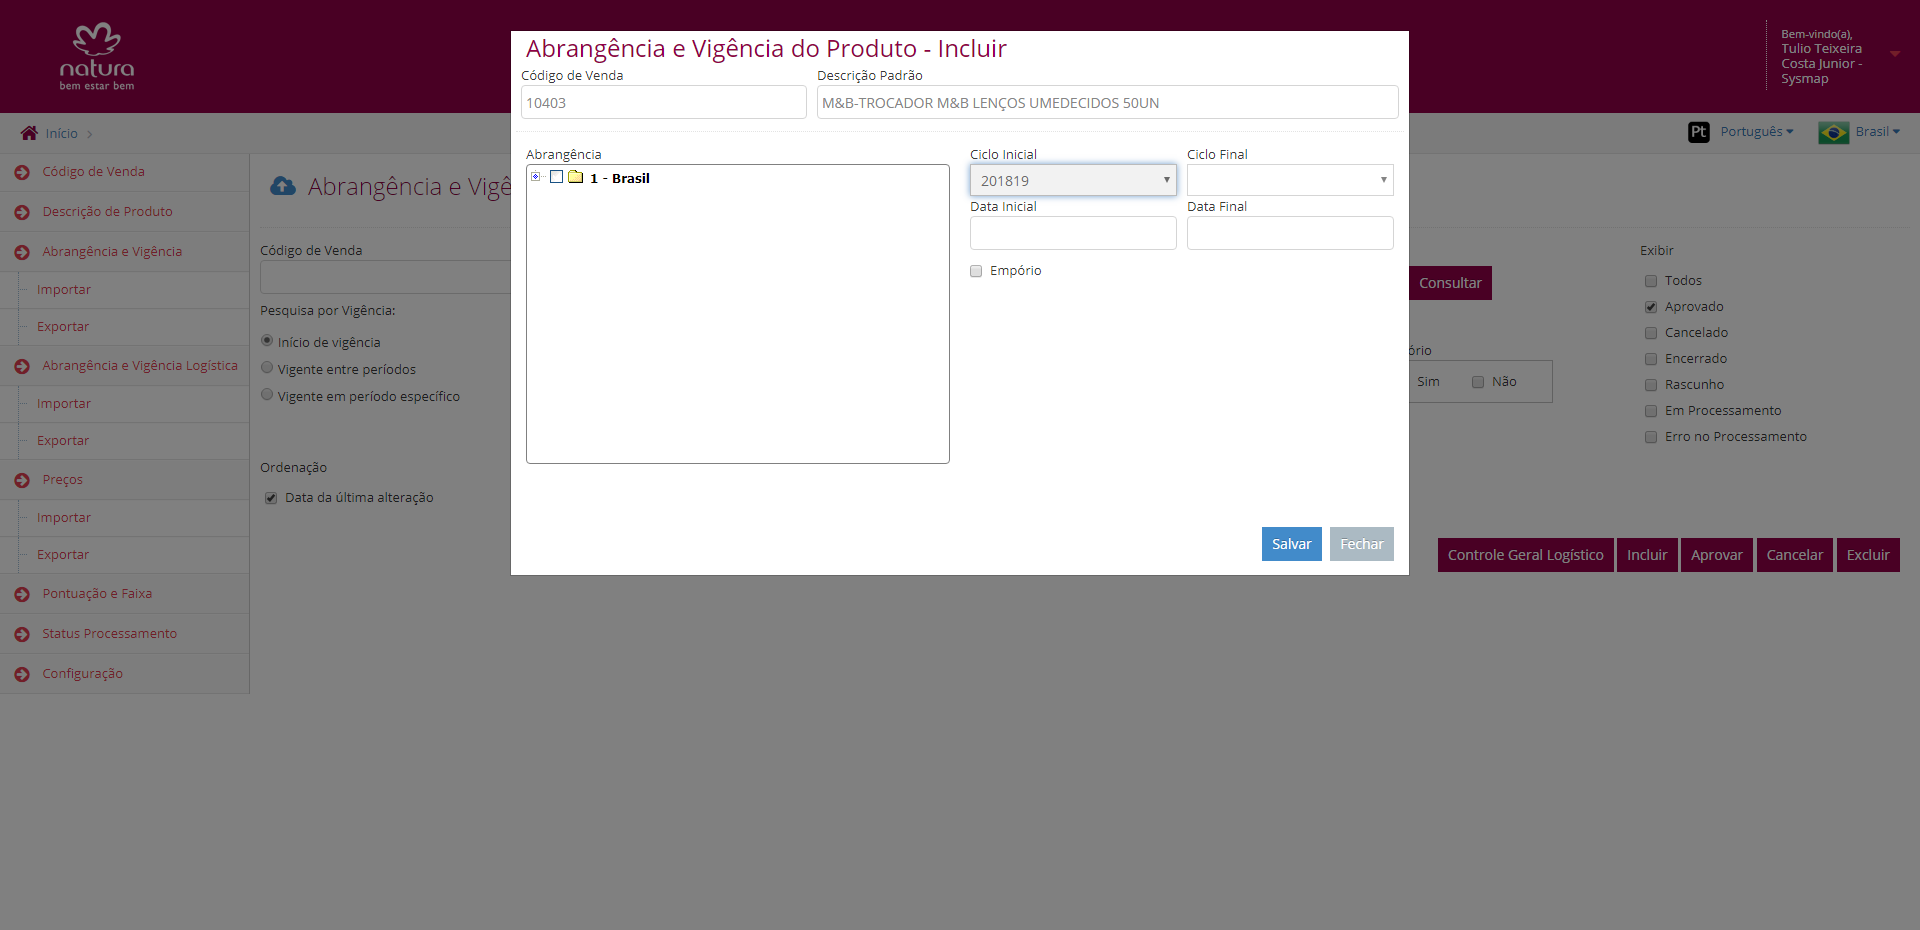 natura
bem estar bem
Bem-vindo(a),
Tulio Teixeira
Costa Junior -
Sysmap
Início
Pt Português
Brasil
Código de Venda
Descrição de Produto
Abrangência e Vigência
Importar
Exportar
Abrangência e Vigência Logística
Importar
Exportar
Preços
Importar
Exportar
Pontuação e Faixa
Status Processamento
Configuração
Abrangência e Vigê
Código de Venda
Pesquisa por Vigência:
Início de vigência
Vigente entre períodos
Vigente em período específico
Ordenação
Data da última alteração
Abrangência e Vigência do Produto - Incluir
Código de Venda Descrição Padrão
10403 M&B-TROCADOR M&B LENÇOS UMEDECIDOS 50UN
Abrangência
1 - Brasil
Ciclo Inicial Ciclo Final
201819
Data Inicial Data Final
Empório
Salvar Fechar
Consultar
ório
Sim Não
Exibir
Todos
Aprovado
Cancelado
Encerrado
Rascunho
Em Processamento
Erro no Processamento
Controle Geral Logístico Incluir Aprovar Cancelar Excluir